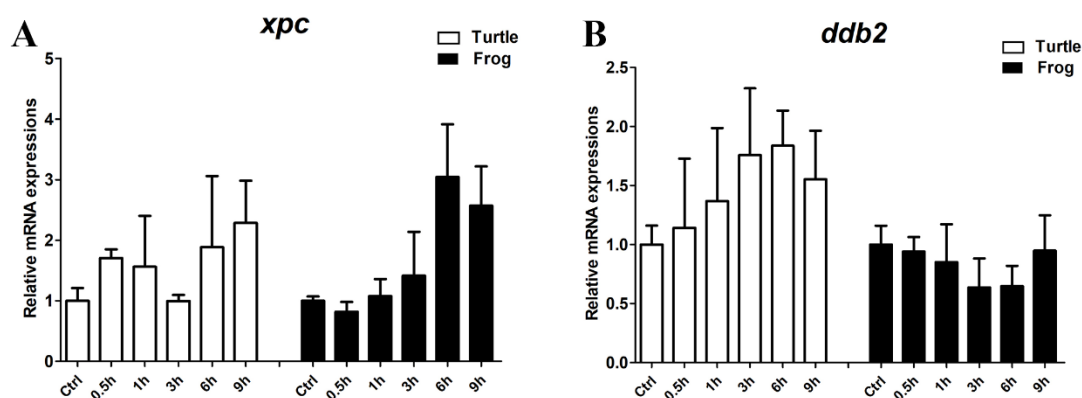 A
xpc
Turtle
Frog
Relative mRNA expressions
5
4
3
2
1
0
Ctrl
0.5h
1h
3h
6h
9h
Ctrl
0.5h
1h
3h
6h
9h
B
ddb2
Turtle
Frog
Relative mRNA expressions
2.5
2.0
1.5
1.0
0.5
0.0
Ctrl
0.5h
1h
3h
6h
9h
Ctrl
0.5h
1h
3h
6h
9h